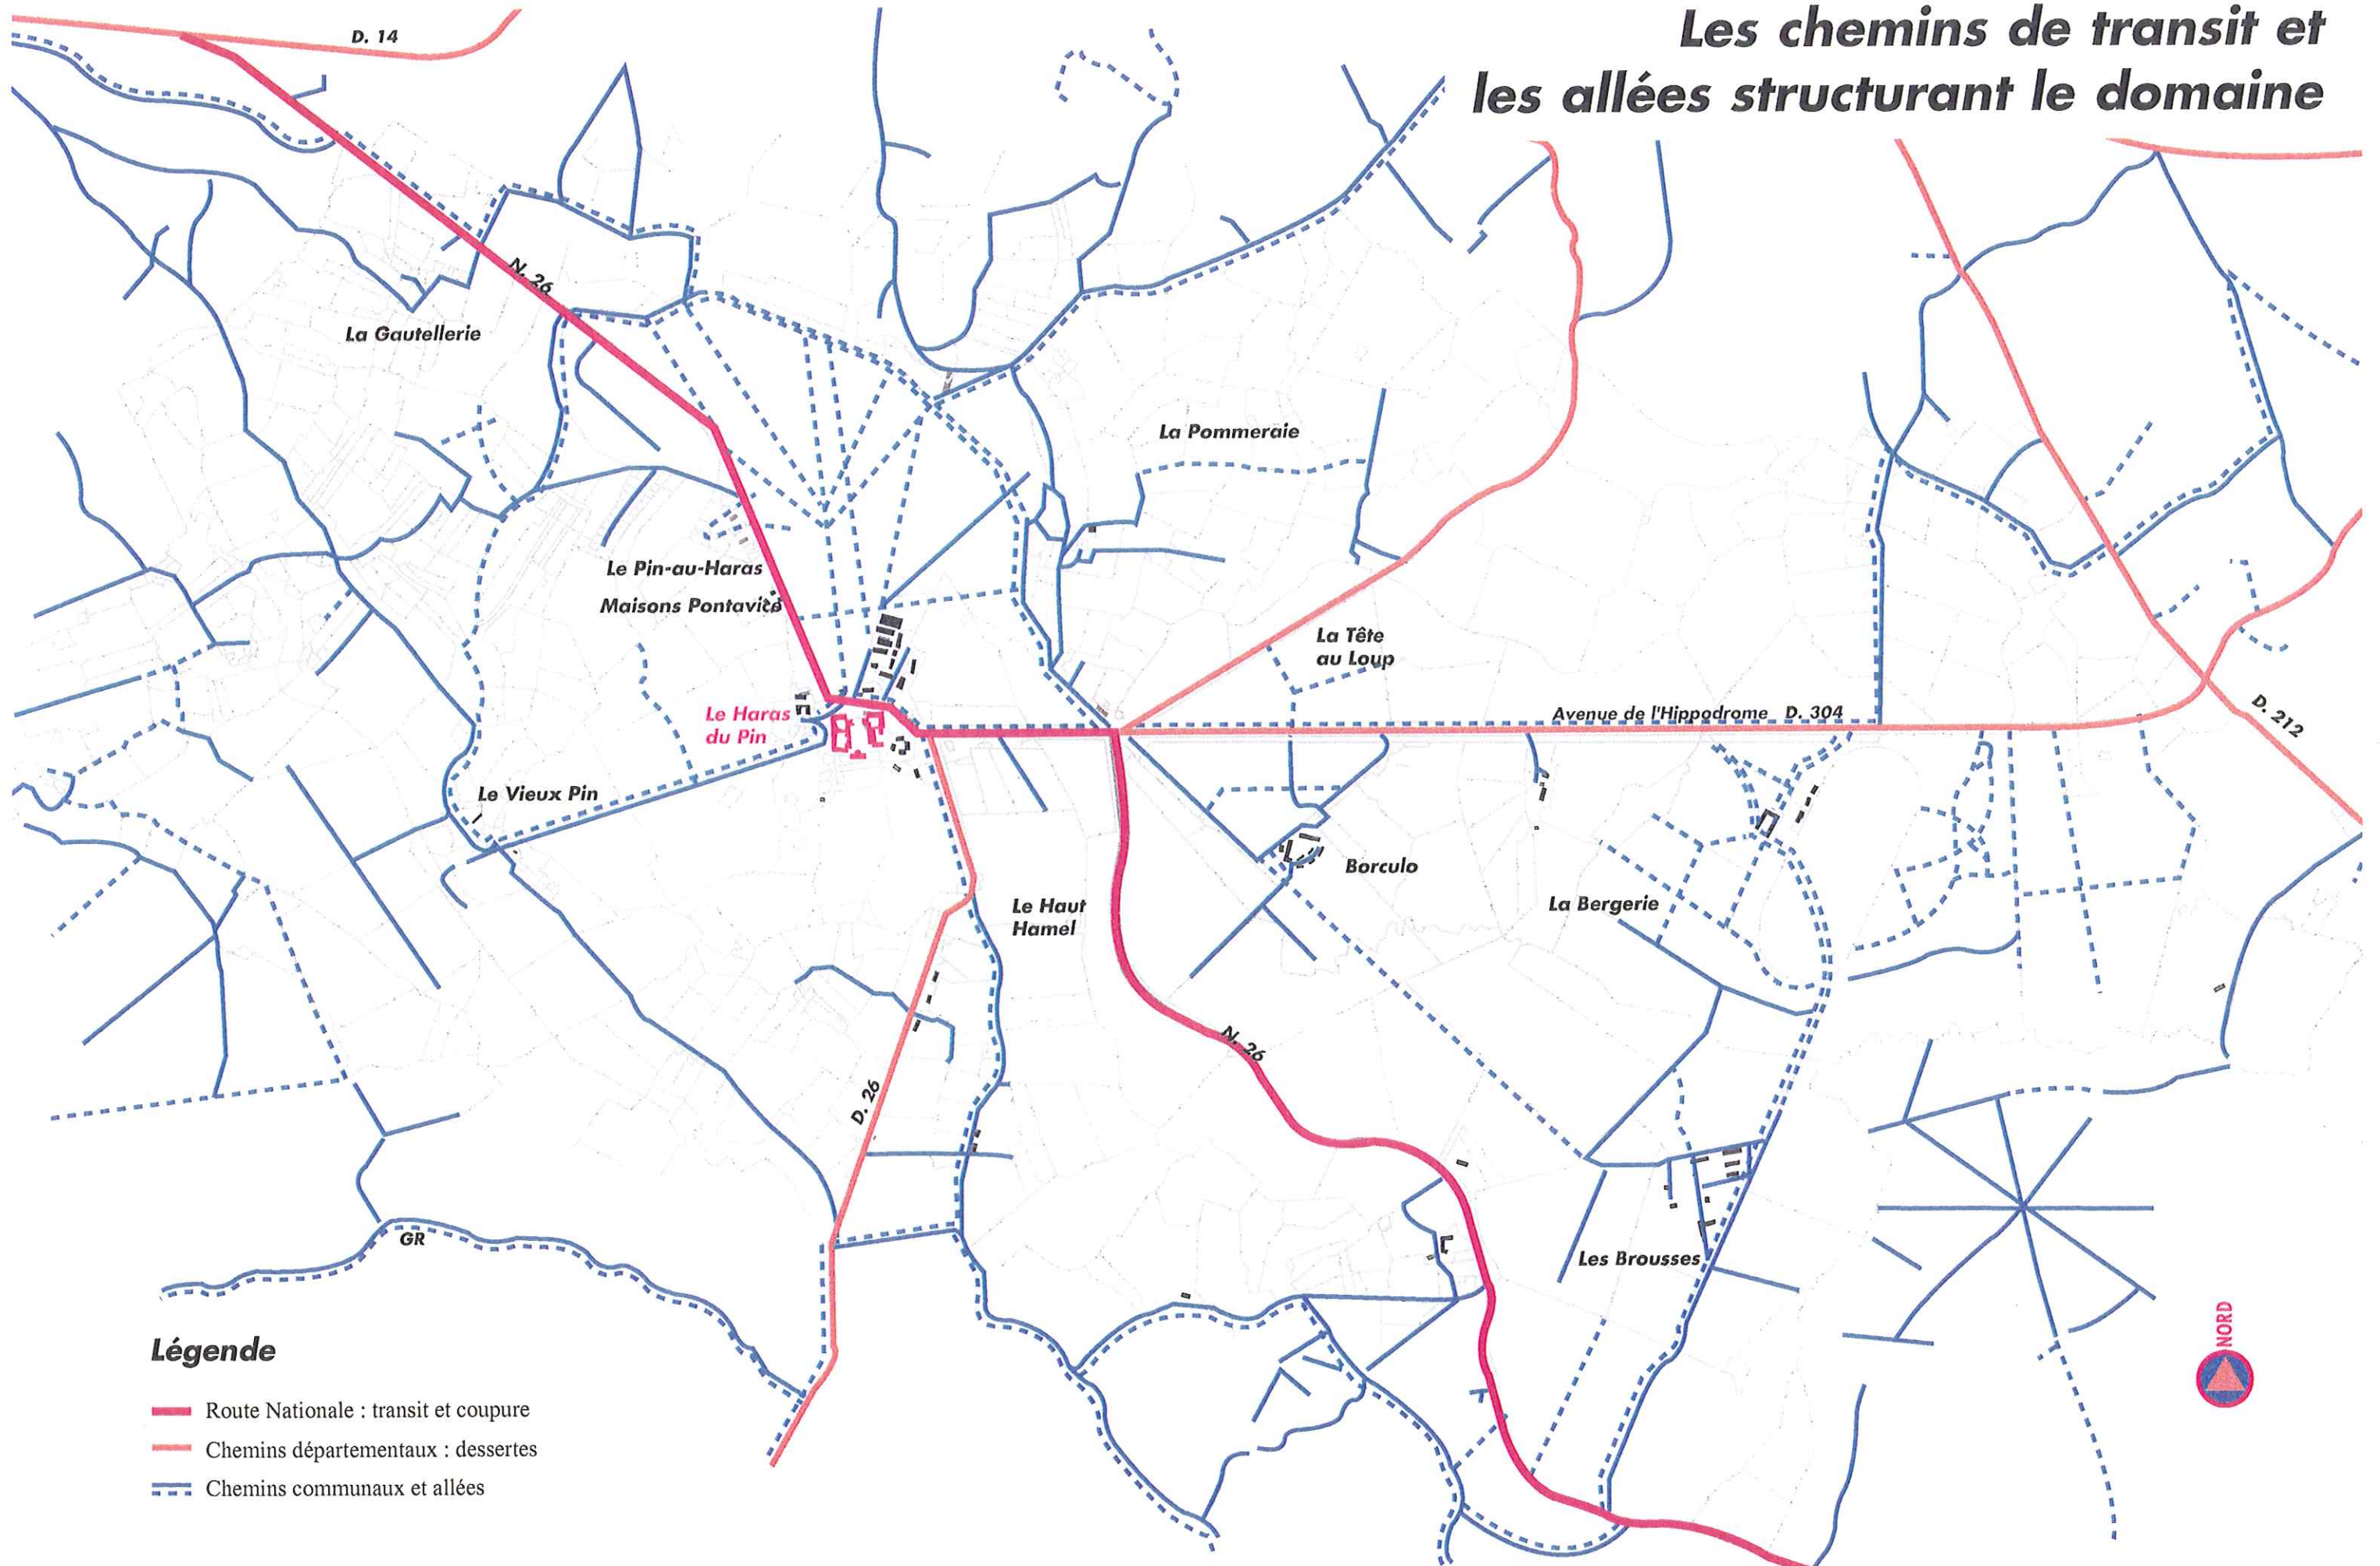 Les chemins de transit et
les allées structurant le domaine
D. 14
N. 26
La Gautellerie
La Pommeraie
Le Pin-au-Haras
Maisons Pontavice
La Tête
au Loup
Le Haras
du Pin
Avenue de l'Hippodrome D. 304
D. 212
Le Vieux Pin
Borculo
Le Haut
Hamel
La Bergerie
N. 26
D. 26
GR
Les Brousses
NORD
Légende
Route Nationale : transit et coupure
Chemins départementaux : dessertes
Chemins communaux et allées